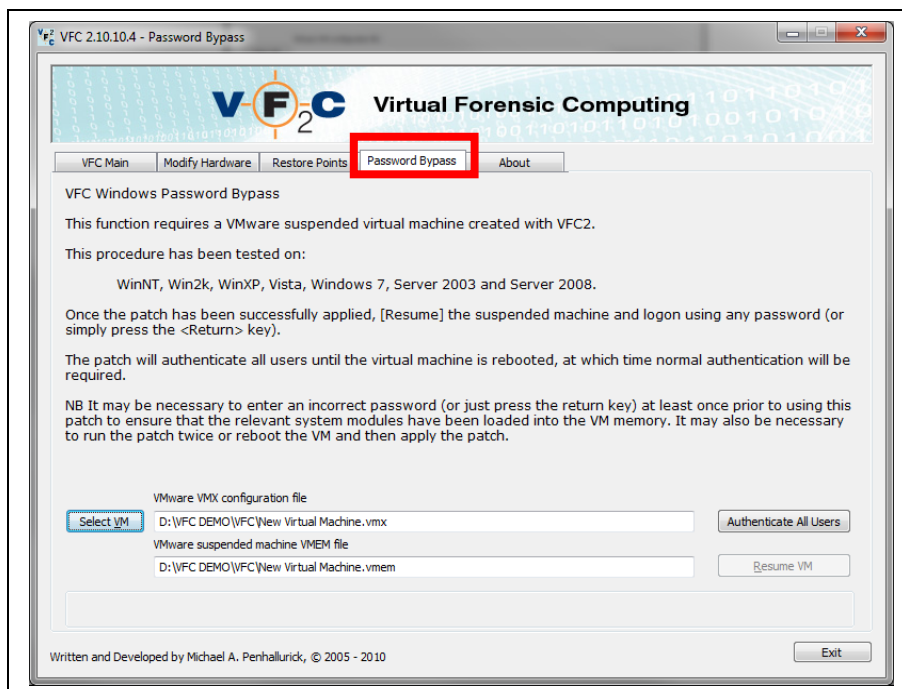 VFC 2.10.10.4 - Password Bypass
V-F-C 2 Virtual Forensic Computing
VFC Main Modify Hardware Restore Points Password Bypass About
VFC Windows Password Bypass
This function requires a VMware suspended virtual machine created with VFC2.
This procedure has been tested on:
WinNT, Win2k, WinXP, Vista, Windows 7, Server 2003 and Server 2008.
Once the patch has been successfully applied, [Resume] the suspended machine and logon using any password (or
simply press the <Return> key).
The patch will authenticate all users until the virtual machine is rebooted, at which time normal authentication will be
required.
NB It may be necessary to enter an incorrect password (or just press the return key) at least once prior to using this
patch to ensure that the relevant system modules have been loaded into the VM memory. It may also be necessary
to run the patch twice or reboot the VM and then apply the patch.
VMware VMX configuration file
Select VM D:\VFC DEMO\VFC\New Virtual Machine.vmx Authenticate All Users
VMware suspended machine VMEM file
D:\VFC DEMO\VFC\New Virtual Machine.vmem Resume VM
Written and Developed by Michael A. Penhallurick, © 2005 - 2010 Exit